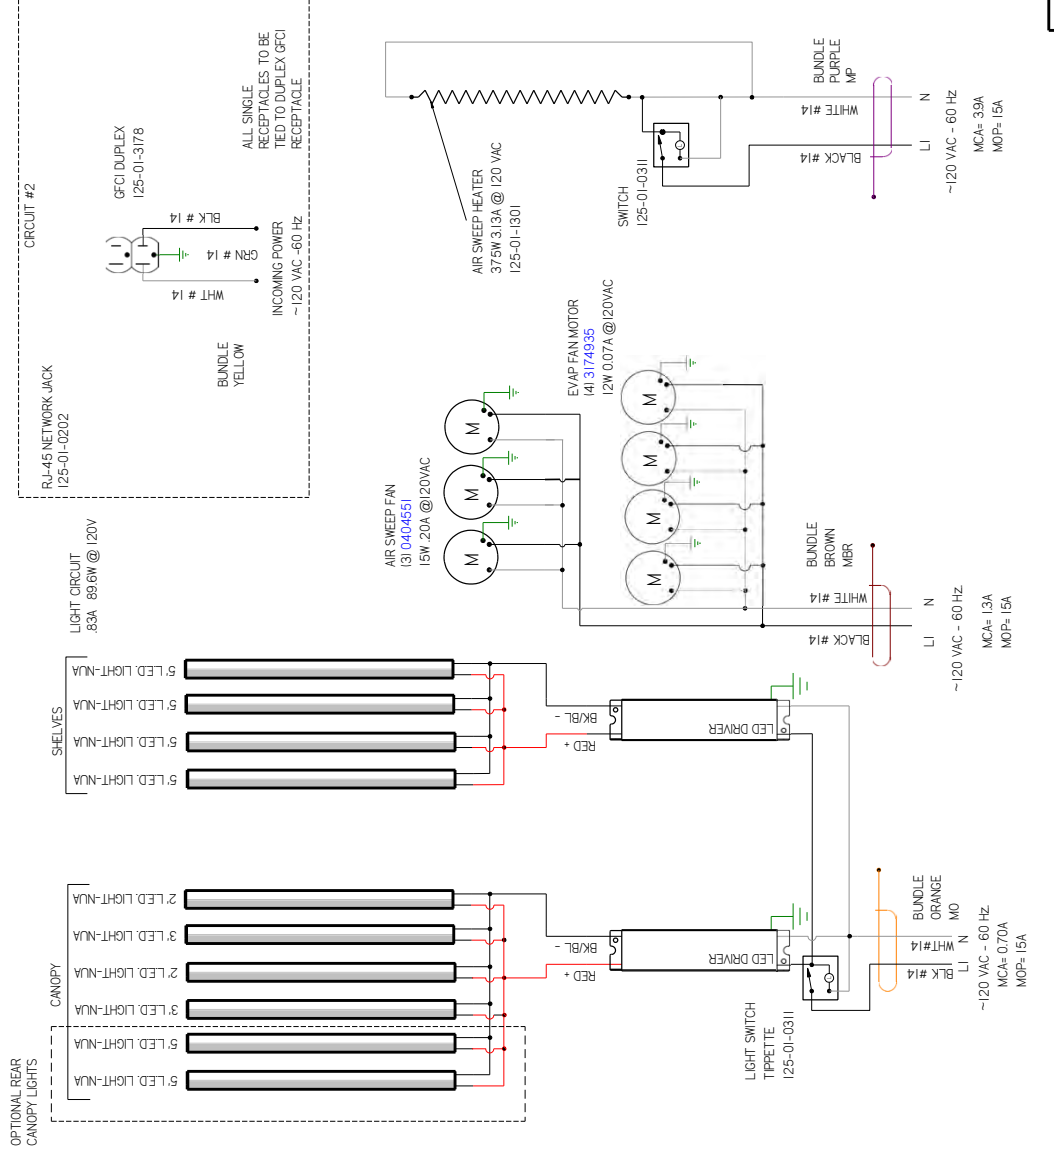 CIRCUIT #2
RJ-45 NETWORK JACK
125-01-0202
GFCI DUPLEX
125-01-3178
ALL SINGLE
RECEPTACLES TO BE
TIED TO DUPLEX GFCI
RECEPTACLE
BLK # 14
GRN # 14
WHT # 14
INCOMING POWER
~120 VAC -60 Hz
BUNDLE
YELLOW
AIR SWEEP HEATER
375W 3.13A @ 120 VAC
125-01-1301
SWITCH
125-01-0311
BUNDLE
PURPLE
MP
WHITE #14
BLACK #14
N
L1
~120 VAC - 60 Hz
MCA= 3.9A
MOP= 15A
AIR SWEEP FAN
(3) 0404551
15W .20A @120VAC
M
M
M
EVAP FAN MOTOR
(4) 3174935
12W 0.07A @120VAC
M
M
M
M
BUNDLE
BROWN
MBR
WHITE #14
BLACK #14
N
L1
~120 VAC - 60 Hz.
MCA= 1.3A
MOP= 15A
LIGHT CIRCUIT
.83A 89.6W @ 120V
SHELVES
5' L.E.D. LIGHT-NUA
5' L.E.D. LIGHT-NUA
5' L.E.D. LIGHT-NUA
5' L.E.D. LIGHT-NUA
BK/BL -
RED +
LED DRIVER
CANOPY
2' L.E.D. LIGHT-NUA
3' L.E.D. LIGHT-NUA
2' L.E.D. LIGHT-NUA
3' L.E.D. LIGHT-NUA
5' L.E.D. LIGHT-NUA
5' L.E.D. LIGHT-NUA
OPTIONAL REAR
CANOPY LIGHTS
BK/BL -
RED +
LED DRIVER
LIGHT SWITCH
TIPPETTE
125-01-0311
BUNDLE
ORANGE
MO
WHT#14
BLK #14
N
L1
~120 VAC - 60 Hz.
MCA= 0.70A
MOP= 15A